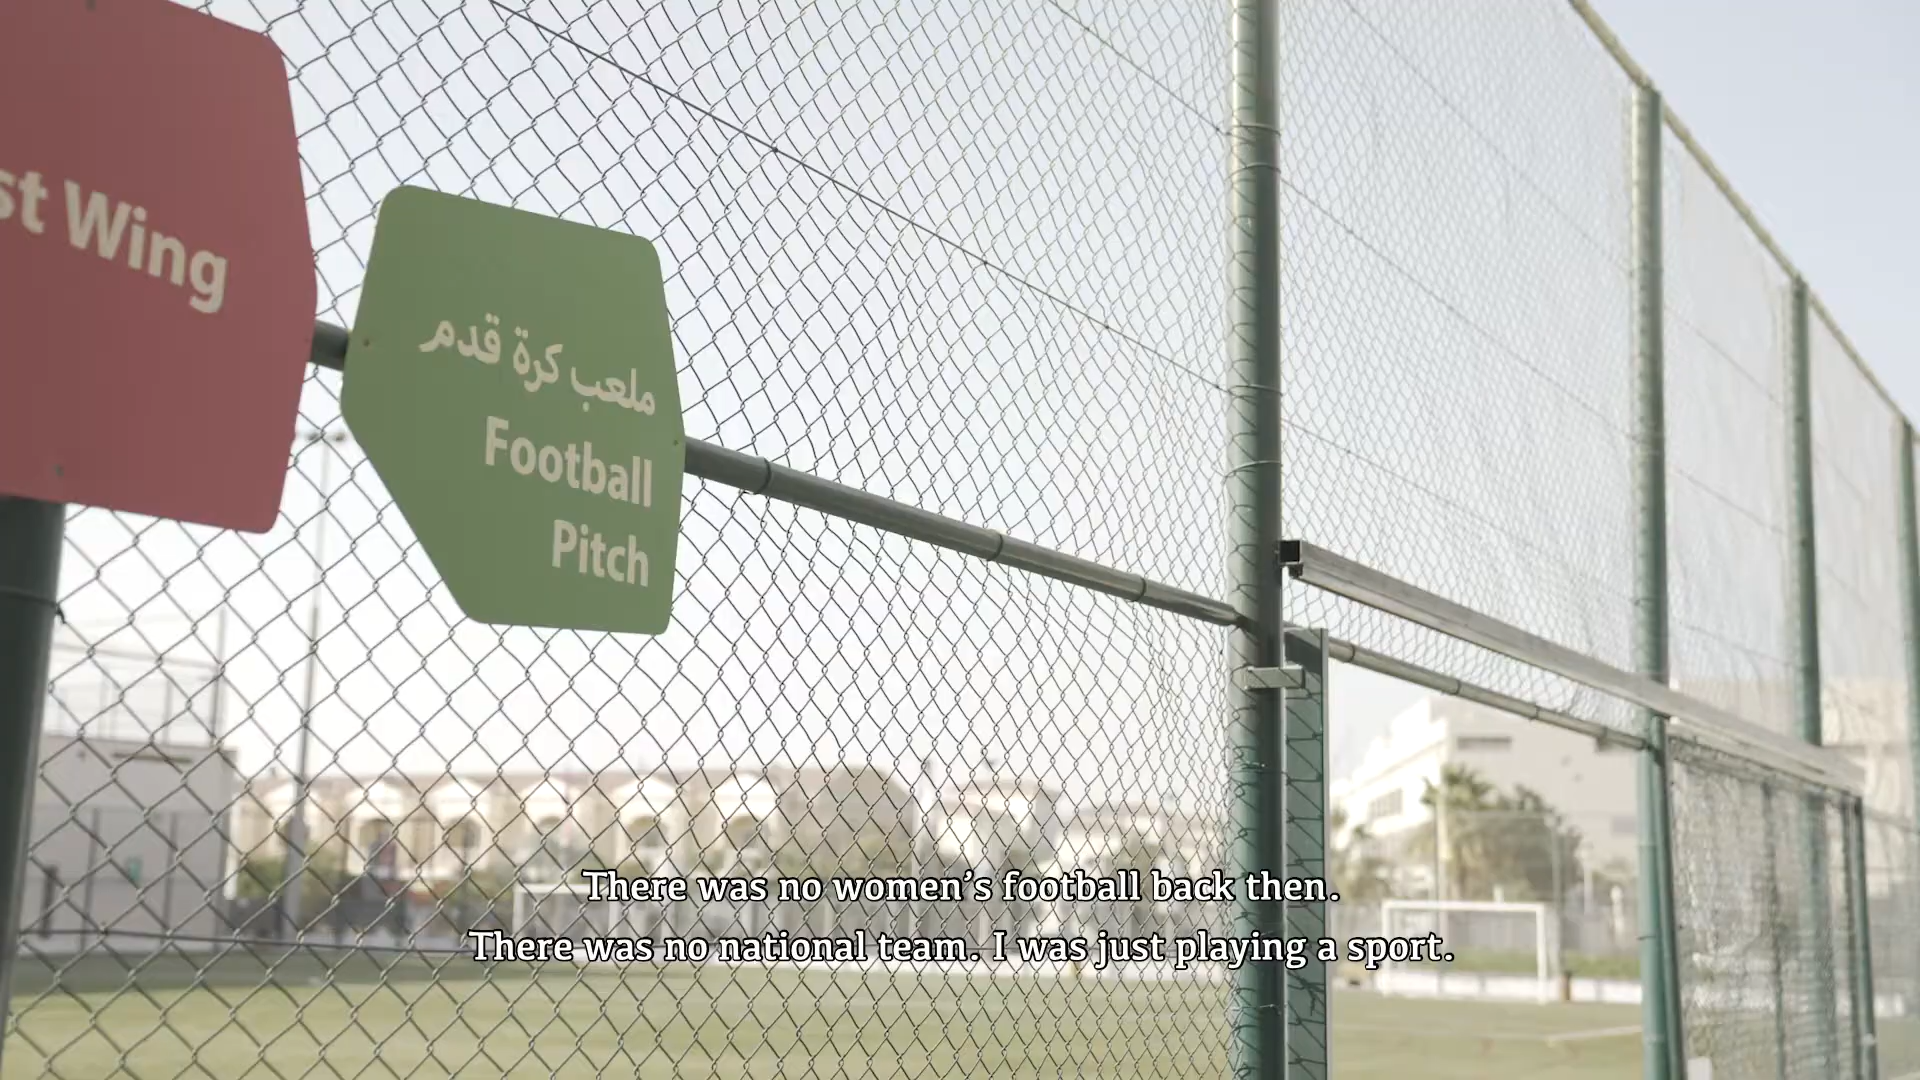 Wing
ملعب كرة قدم
Football
Pitch
There was no women’s football back then.
There was no national team. I was just playing a sport.